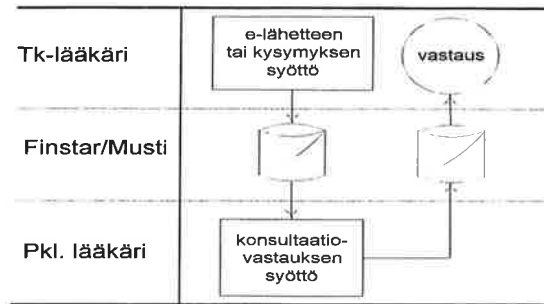 Tk-lääkäri
e-lähetteen
tai kysymyksen
syöttö
vastaus
Finstar/Musti
Pkl. lääkäri
konsultaatio-
vastauksen
syöttö